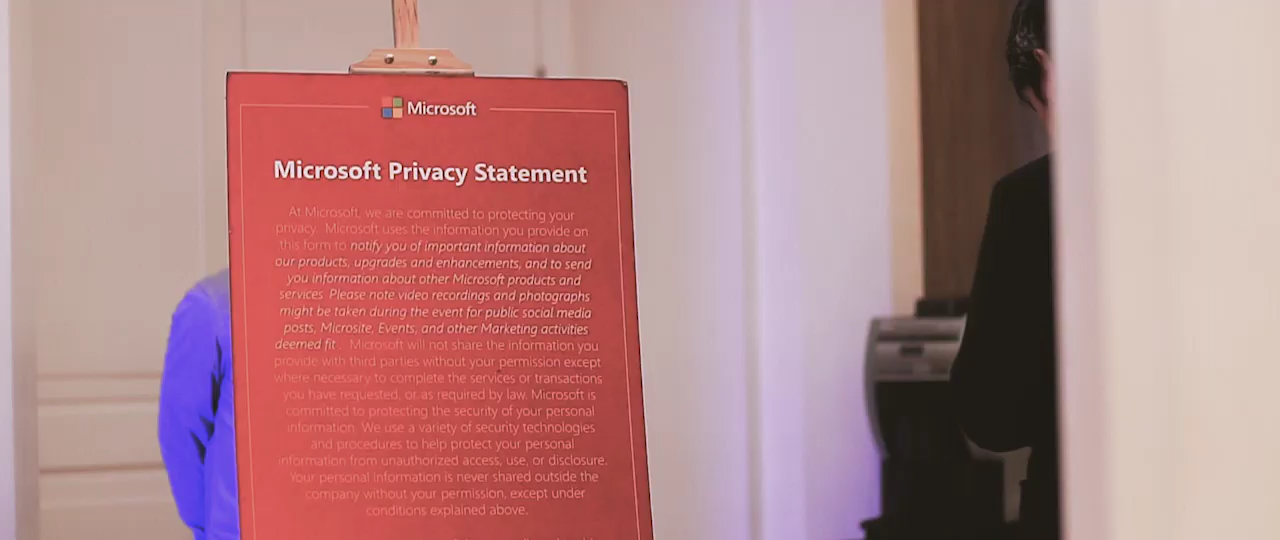 Microsoft
Microsoft Privacy Statement
At Microsoft, we are committed to protecting your
privacy. Microsoft uses the information you provide on
this form to notify you of important information about
our products, upgrades and enhancements, and to send
you information about other Microsoft products and
services. Please note video recordings and photographs
might be taken during the event for public social media
posts, Microsite, Events, and other Marketing activities
deemed fit . Microsoft will not share the information you
provide with third parties without your permission except
where necessary to complete the services or transactions
you have requested, or as required by law. Microsoft is
committed to protecting the security of your personal
information. We use a variety of security technologies
and procedures to help protect your personal
information from unauthorized access, use, or disclosure.
Your personal information is never shared outside the
company without your permission, except under
conditions explained above.